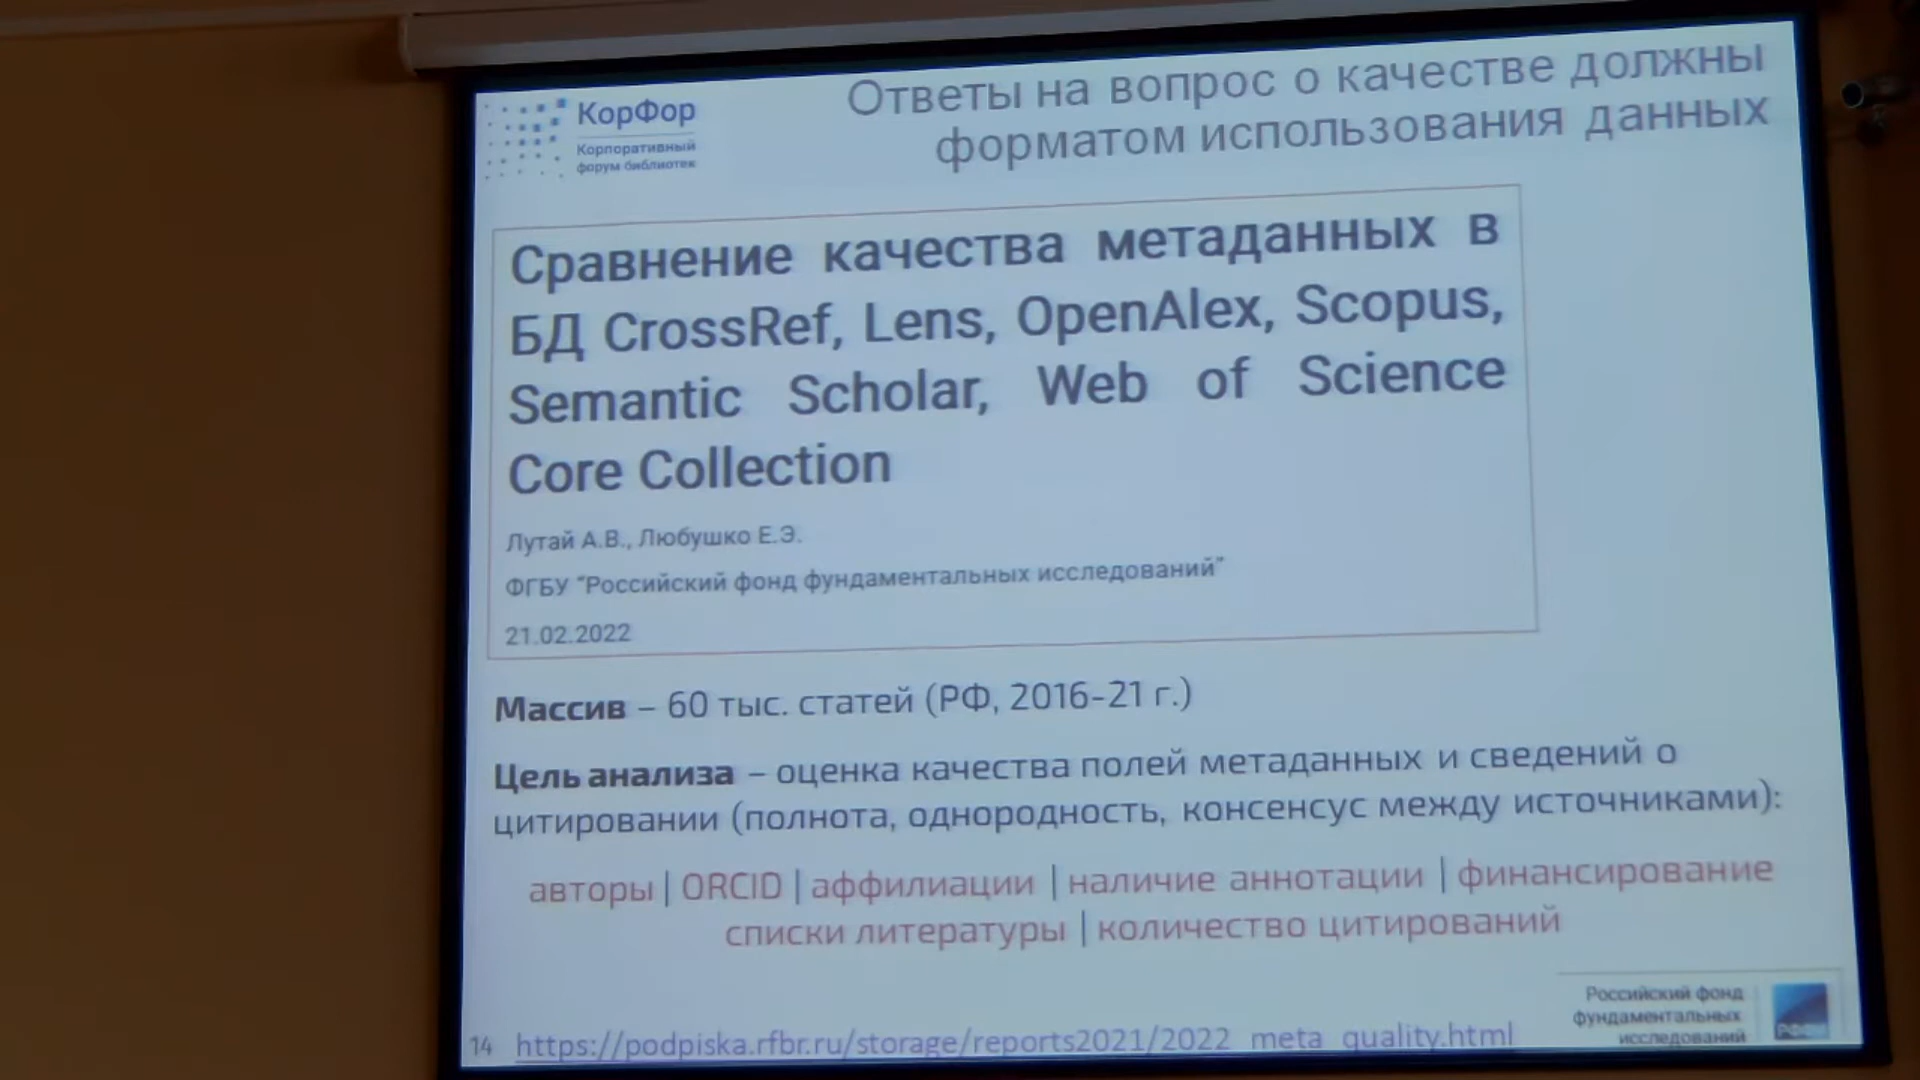 КорФор
Корпоративный
форум библиотек
Ответы на вопрос о качестве должны
форматом использования данных
Сравнение качества метаданных в
БД CrossRef, Lens, OpenAlex, Scopus,
Semantic Scholar, Web of Science
Core Collection
Лутай А.В., Любушко Е.Э.
ФГБУ "Российский фонд фундаментальных исследований"
21.02.2022
Массив – 60 тыс. статей (РФ, 2016-21 г.)
Цель анализа – оценка качества полей метаданных и сведений о
цитировании (полнота, однородность, консенсус между источниками):
авторы | ORCID | аффилиации | наличие аннотации | финансирование
списки литературы | количество цитирований
Российский фонд
фундаментальных
исследований
РФФИ
14 https://podpiska.rfbr.ru/storage/reports2021/2022_meta_quality.html